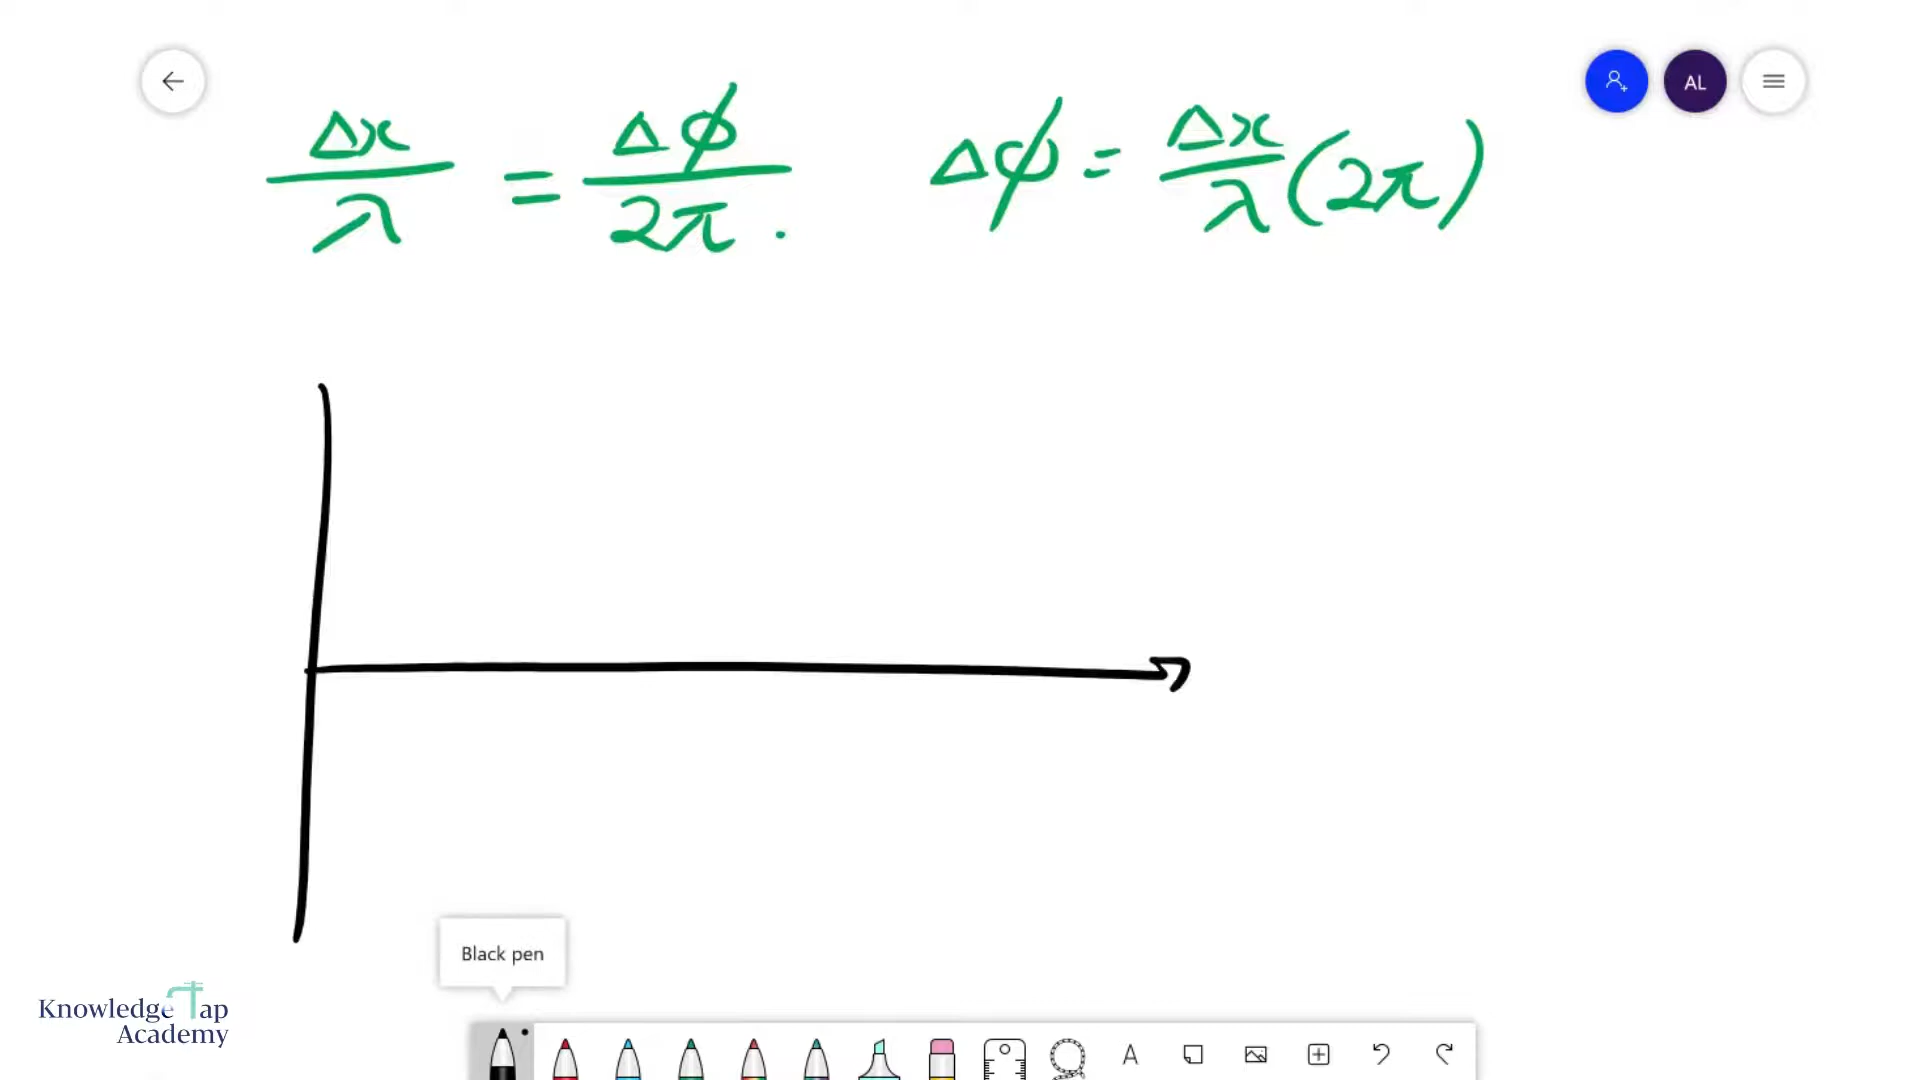 Δx/λ = Δϕ/2π . Δϕ = Δx/λ (2π)
AL
Black pen
Knowledge Tap
Academy
A